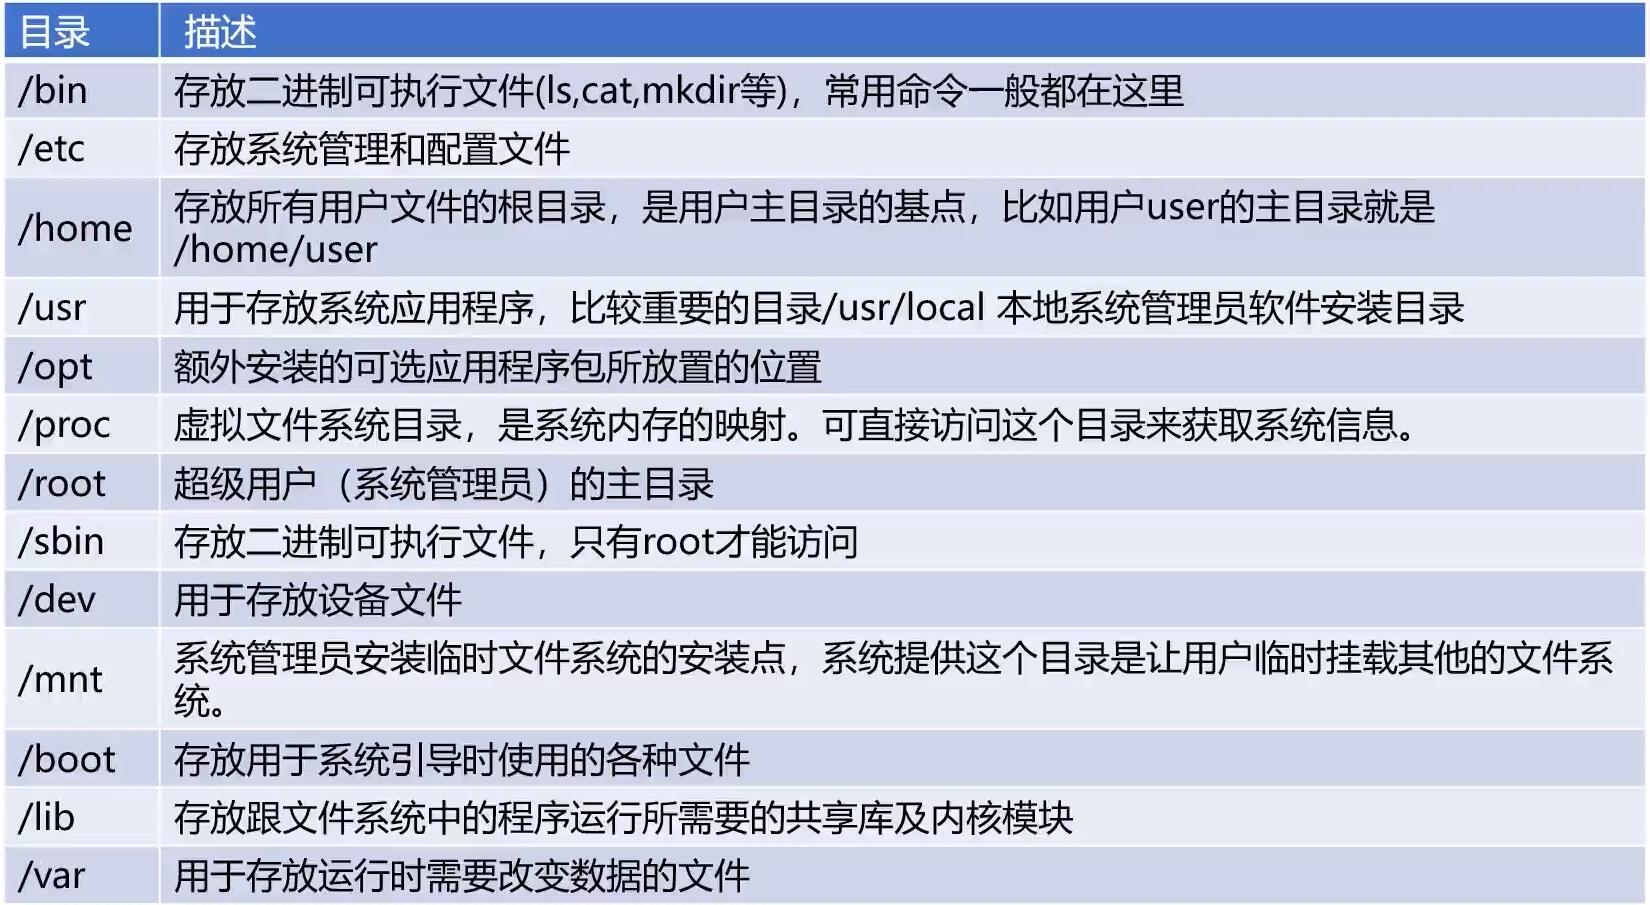 目录 描述
/bin 存放二进制可执行文件(ls,cat,mkdir等)，常用命令一般都在这里
/etc 存放系统管理和配置文件
/home 存放所有用户文件的根目录，是用户主目录的基点，比如用户user的主目录就是
/home/user
/usr 用于存放系统应用程序，比较重要的目录/usr/local 本地系统管理员软件安装目录
/opt 额外安装的可选应用程序包所放置的位置
/proc 虚拟文件系统目录，是系统内存的映射。可直接访问这个目录来获取系统信息。
/root 超级用户（系统管理员）的主目录
/sbin 存放二进制可执行文件，只有root才能访问
/dev 用于存放设备文件
/mnt 系统管理员安装临时文件系统的安装点，系统提供这个目录是让用户临时挂载其他的文件系
统。
/boot 存放用于系统引导时使用的各种文件
/lib 存放跟文件系统中的程序运行所需要的共享库及内核模块
/var 用于存放运行时需要改变数据的文件